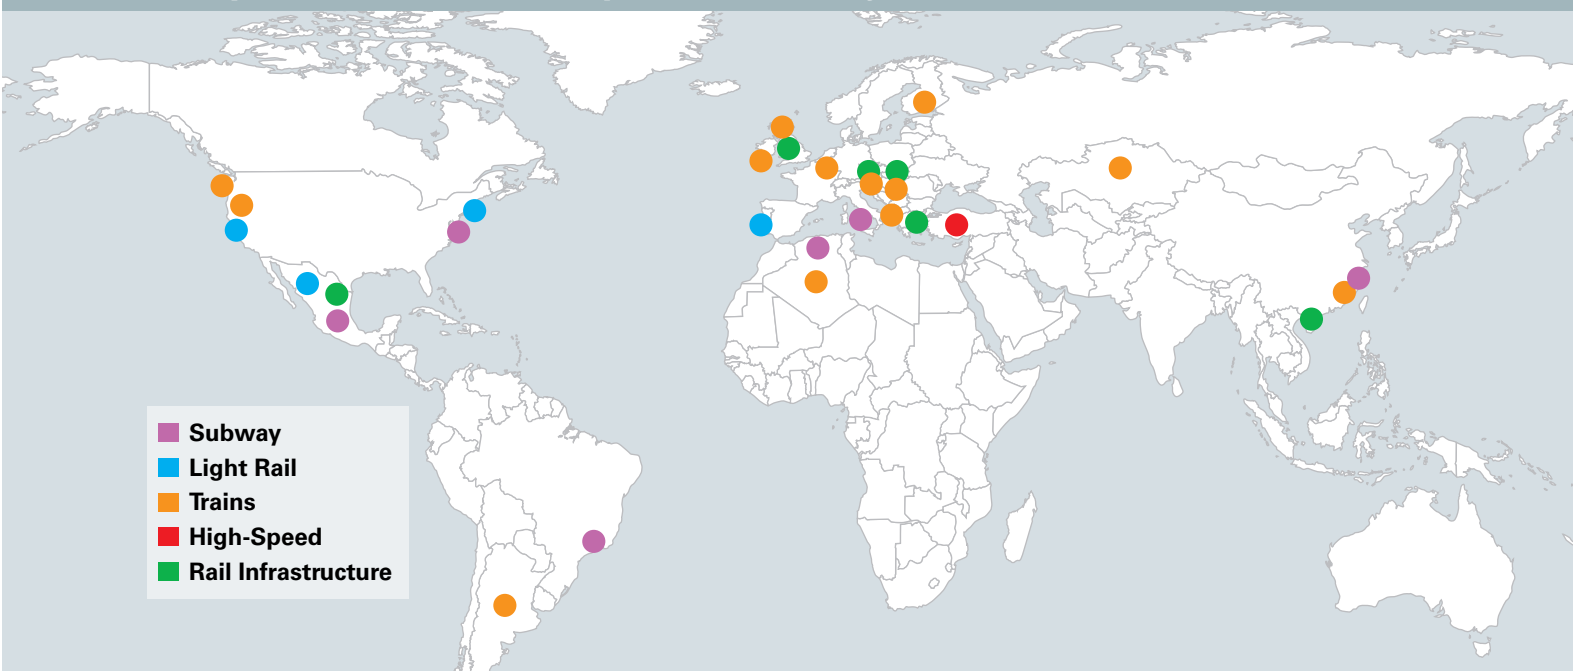 Subway
Light Rail
Trains
High-Speed
Rail Infrastructure